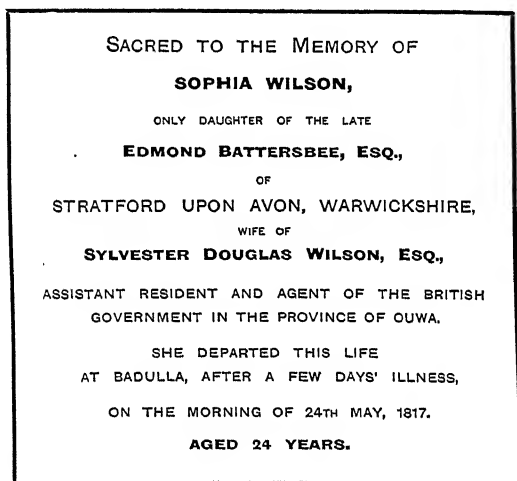 SACRED TO THE MEMORY OF
SOPHIA WILSON,
ONLY DAUGHTER OF THE LATE
EDMOND BATTERSBEE, ESQ.,
OF
STRATFORD UPON AVON, WARWICKSHIRE,
WIFE OF
SYLVESTER DOUGLAS WILSON, ESQ.,
ASSISTANT RESIDENT AND AGENT OF THE BRITISH
GOVERNMENT IN THE PROVINCE OF OUWA.
SHE DEPARTED THIS LIFE
AT BADULLA, AFTER A FEW DAYS' ILLNESS,
ON THE MORNING OF 24TH MAY, 1817.
AGED 24 YEARS.